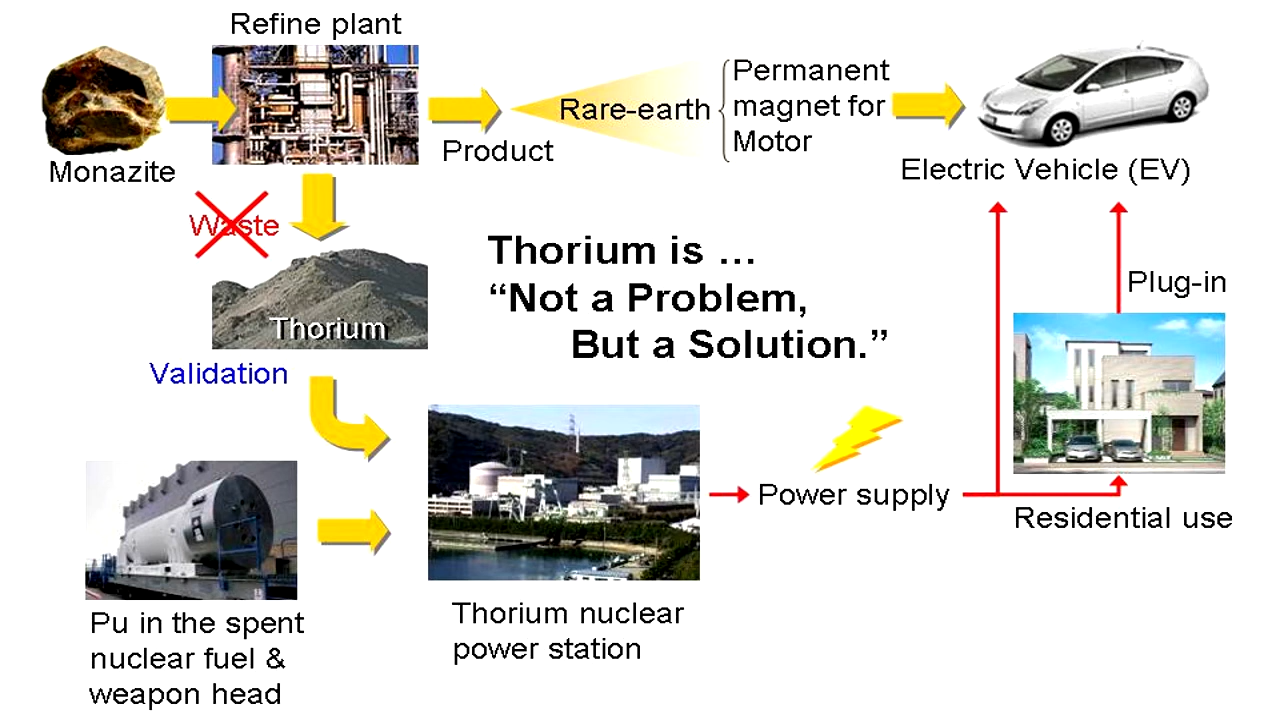 Refine plant
Monazite
Product
Rare-earth
Permanent
magnet for
Motor
Electric Vehicle (EV)
Waste
Thorium
Validation
Thorium is …
“Not a Problem,
But a Solution.”
Plug-in
Residential use
Power supply
Thorium nuclear
power station
Pu in the spent
nuclear fuel &
weapon head